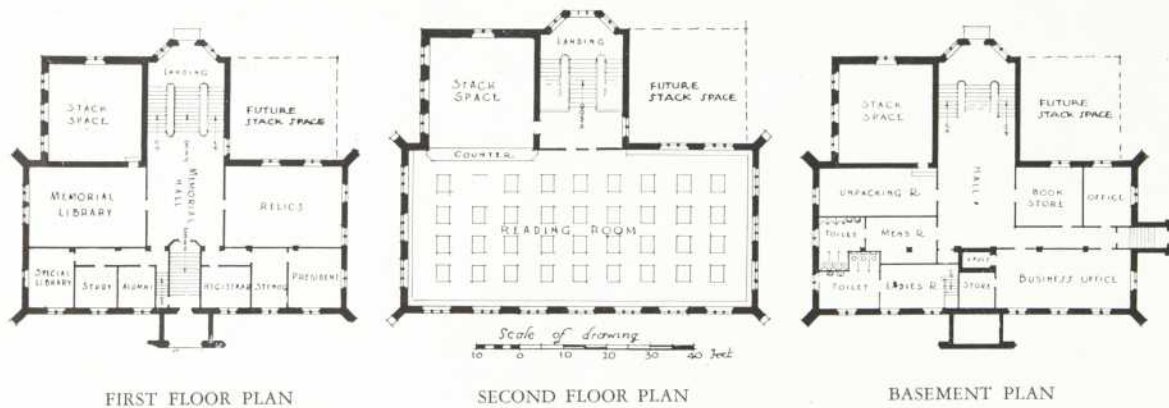 LANDING
STACK
SPACE
FUTURE
STACK SPACE
MEMORIAL
LIBRARY
MEMORIAL
HALL
RELICS
SPECIAL
LIBRARY
STUDY
ALUMNI
REGISTRAR
STENOG
PRESIDENT
FIRST FLOOR PLAN
LANDING
STACK
SPACE
DOWN
FUTURE
STACK SPACE
COUNTER
READING ROOM
Scale of drawing
10 0 10 20 30 40 Feet
SECOND FLOOR PLAN
STACK
SPACE
FUTURE
STACK SPACE
HALL
UNPACKING R.
BOOK
STORE
OFFICE
TOILET
MENS R.
VAULT
TOILET
LADIES R.
STORE
BUSINESS OFFICE
BASEMENT PLAN